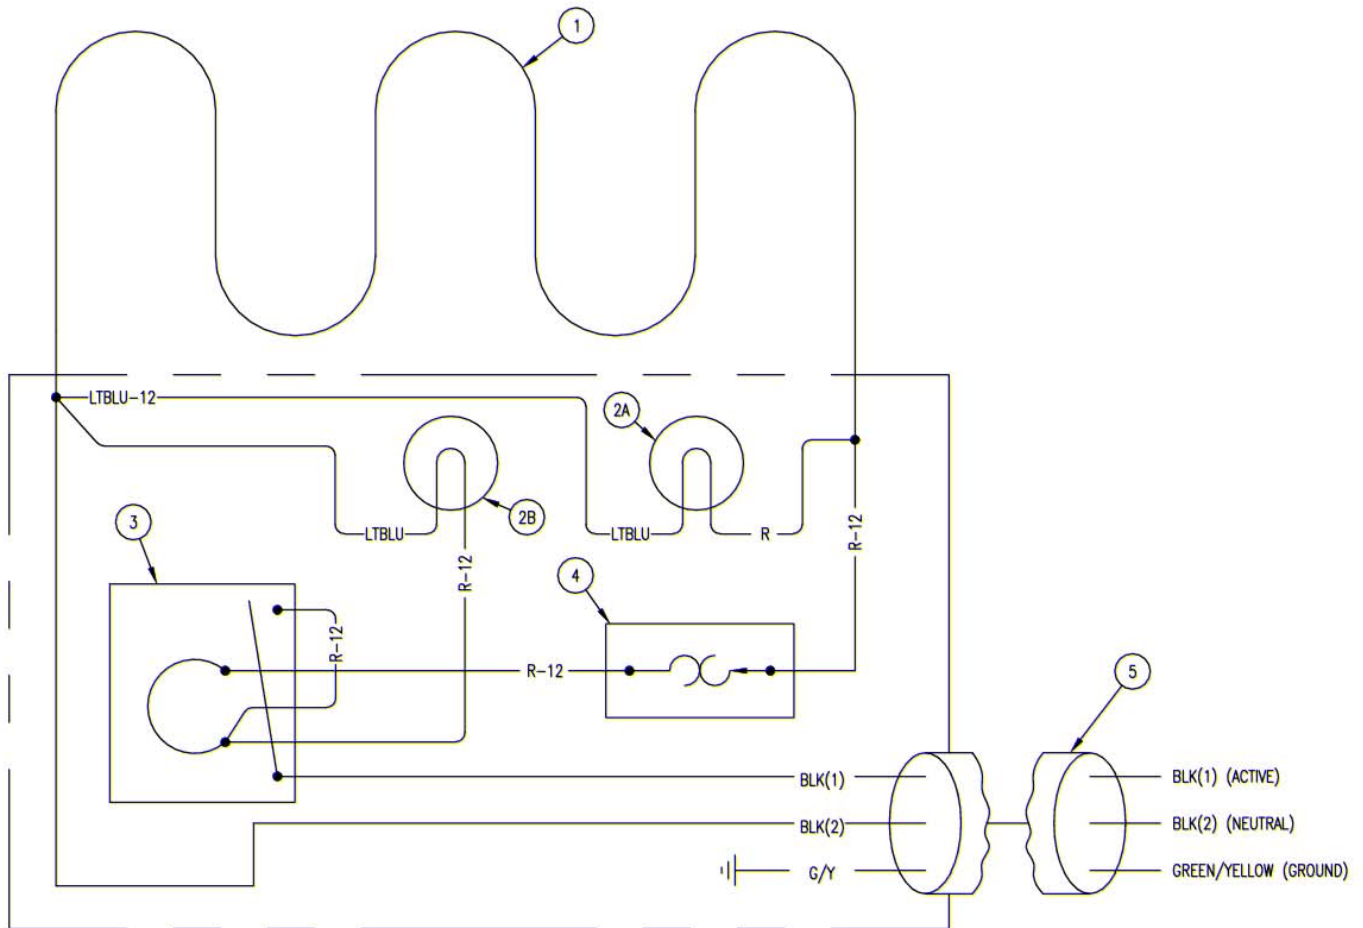 1
LTBLU-12
2A
2B
3
LTBLU
LTBLU
R
R-12
R-12
4
R-12
R-12
5
BLK(1)
BLK(1) (ACTIVE)
BLK(2)
BLK(2) (NEUTRAL)
G/Y
GREEN/YELLOW (GROUND)